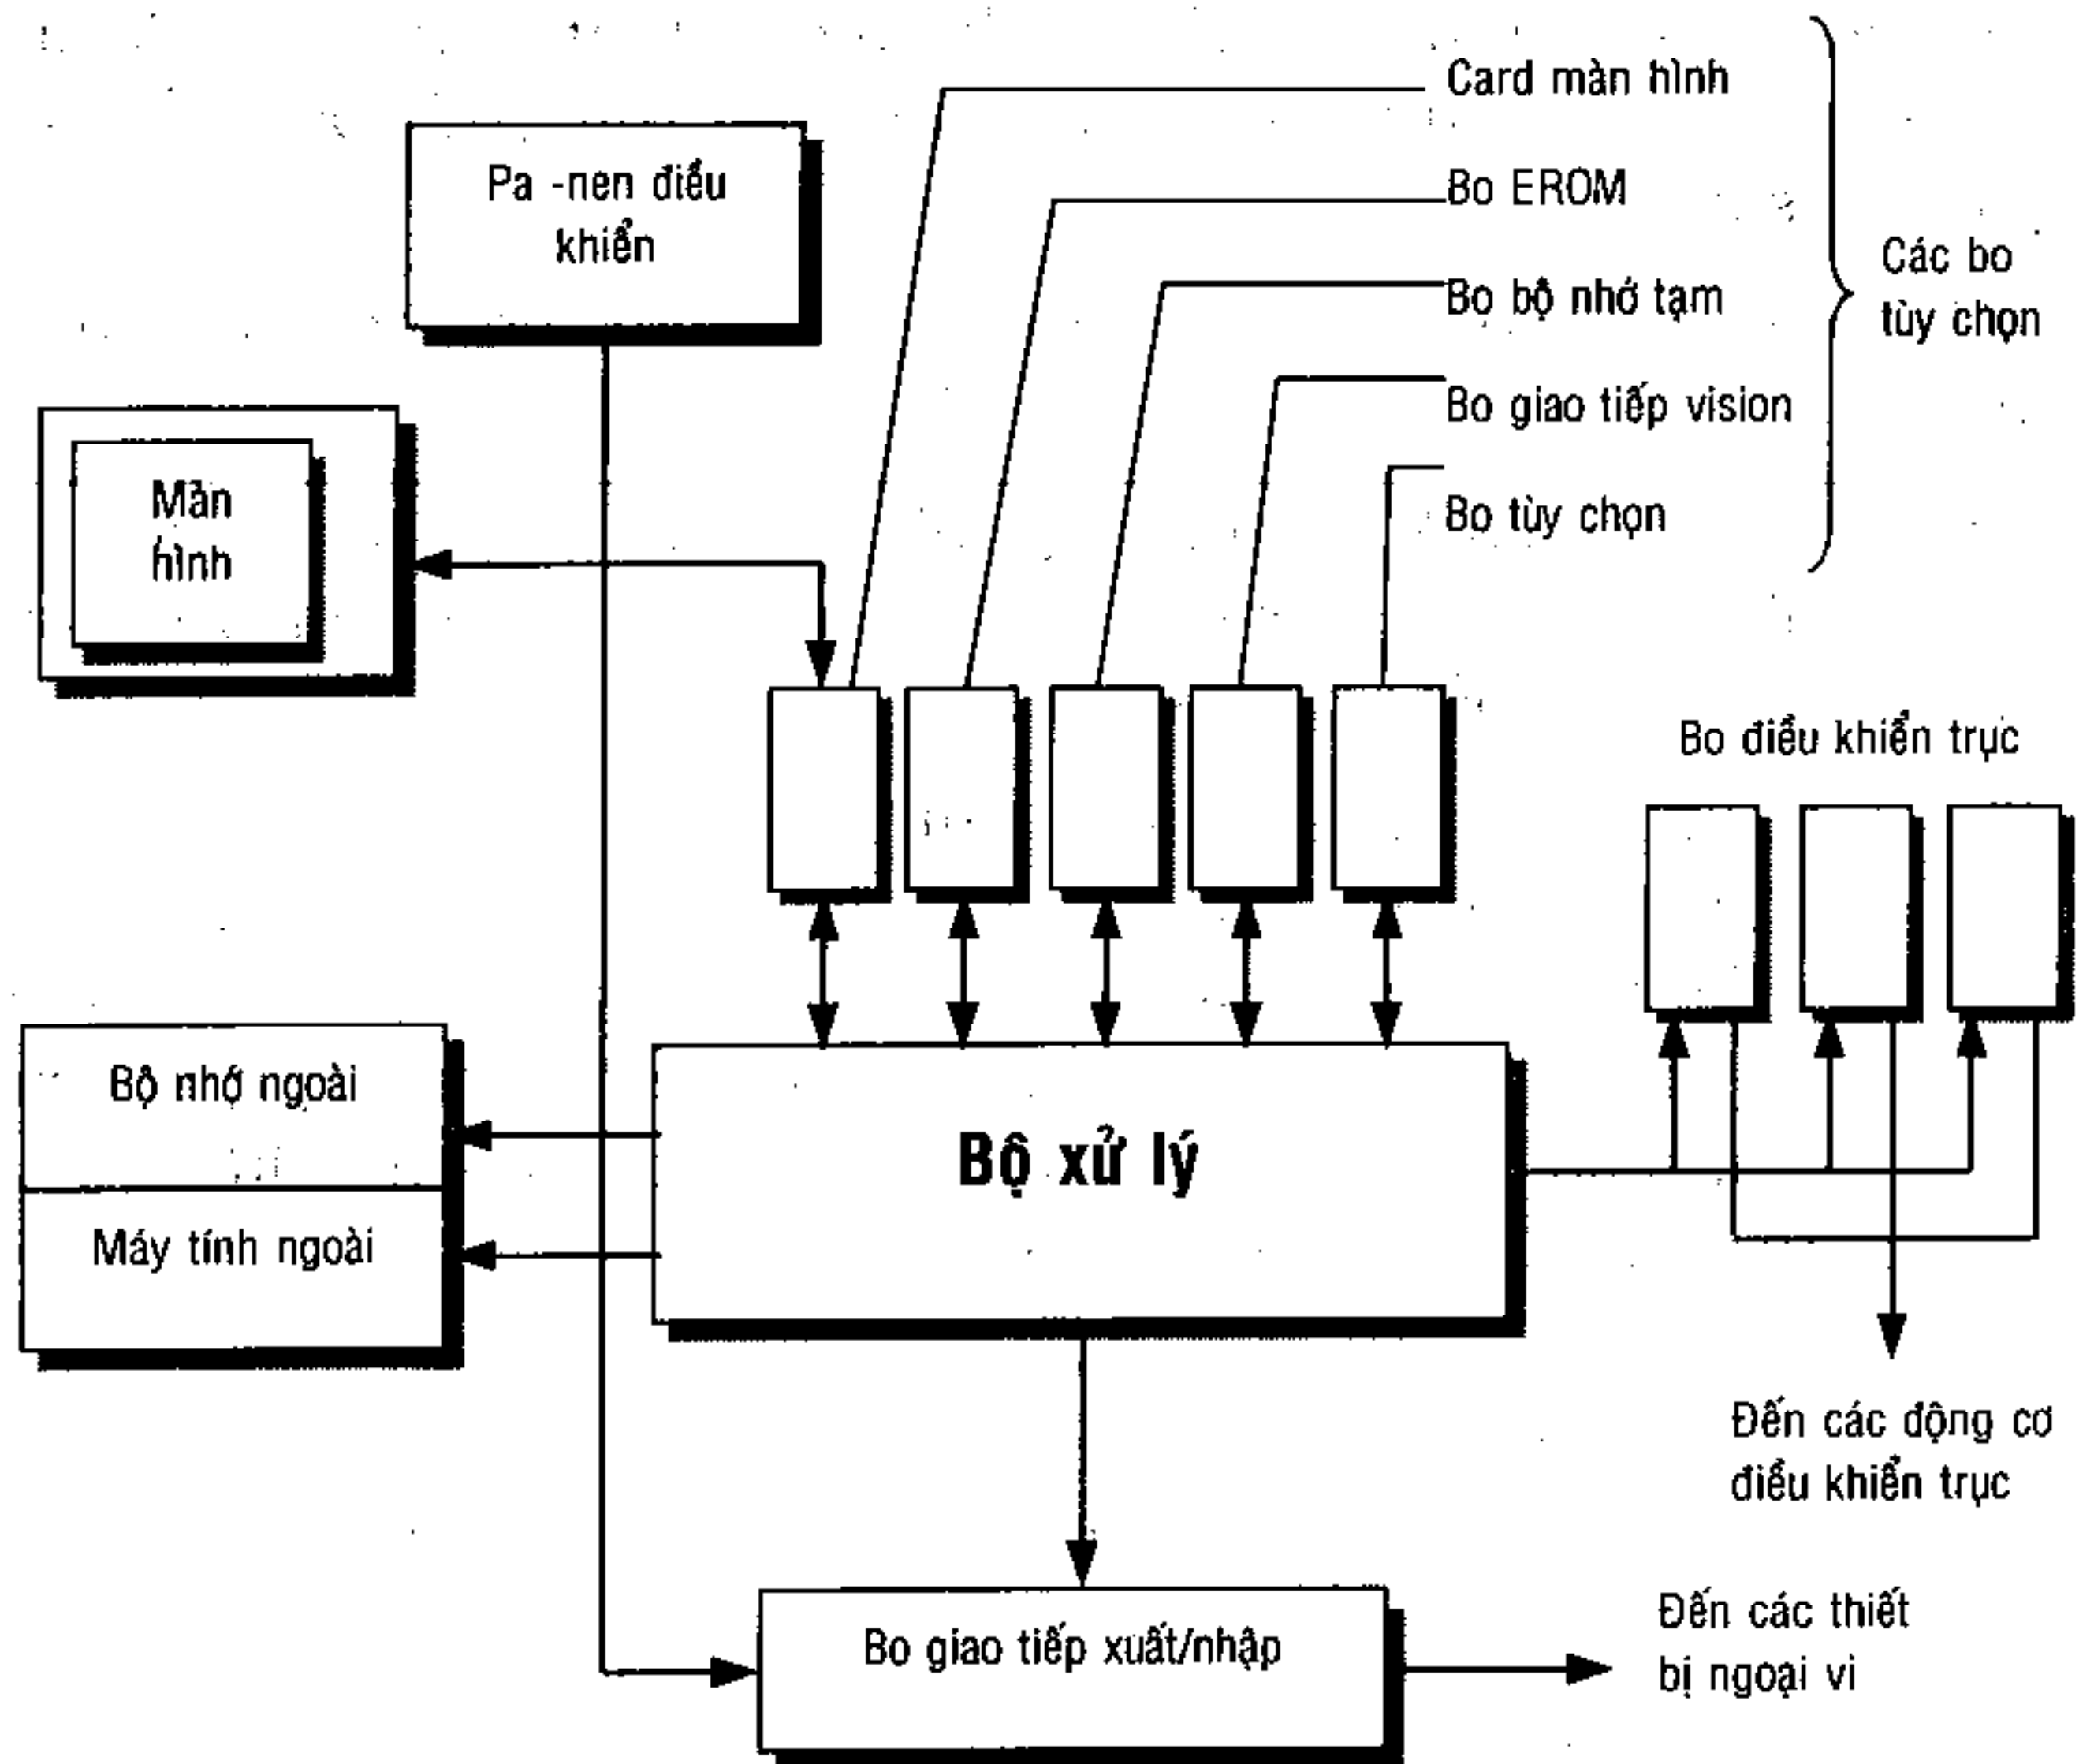 Card màn hình
Pa -nen điều
khiển
Bo EROM
Các bo
tùy chọn
Bo bộ nhớ tạm
Bo giao tiếp vision
Màn
hình
Bo tùy chọn
Bo điều khiển trục
Bộ nhớ ngoài
Bộ xử lý
Máy tính ngoài
Đến các động cơ
điều khiển trục
Bo giao tiếp xuất/nhập
Đến các thiết
bị ngoại vi